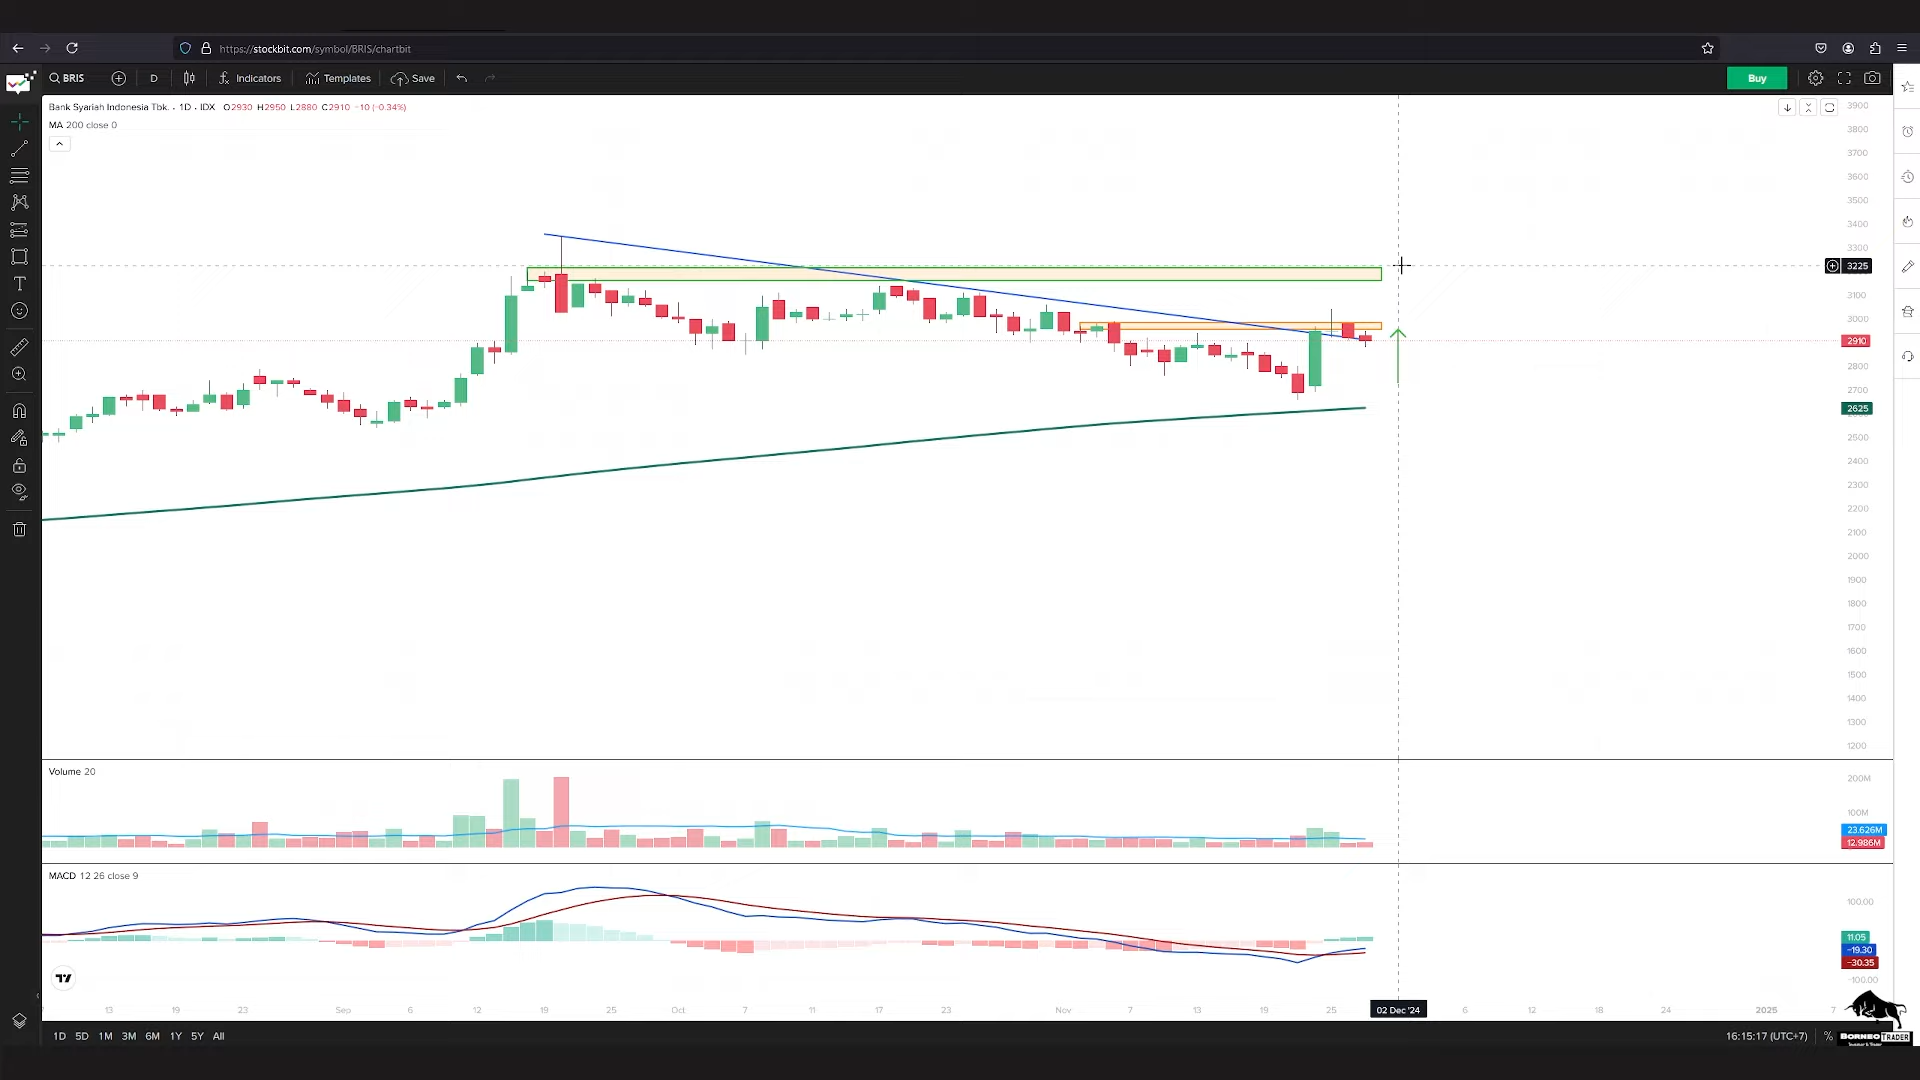 https://stockbit.com/symbol/BRIS/chartbit
BRIS D Indicators Templates Save Buy
Bank Syariah Indonesia Tbk. · 1D · IDX O2930 H2950 L2880 C2910 −10 (−0.34%)
MA 200 close 0
3900
3800
3700
3600
3500
3400
3300
3225
3100
3000
2910
2800
2700
2625
2500
2400
2300
2200
2100
2000
1900
1800
1700
1600
1500
1400
1300
1200
Volume 20
200M
100M
23.626M
12.986M
MACD 12 26 close 9
100.00
11.05
−19.30
−30.35
−100.00
13 19 23 Sep 6 12 19 25 Oct 7 11 17 23 Nov 7 13 19 25 02 Dec '24 6 12 18 24 2025 7
1D 5D 1M 3M 6M 1Y 5Y All 16:15:17 (UTC+7) %
BORNEO TRADER